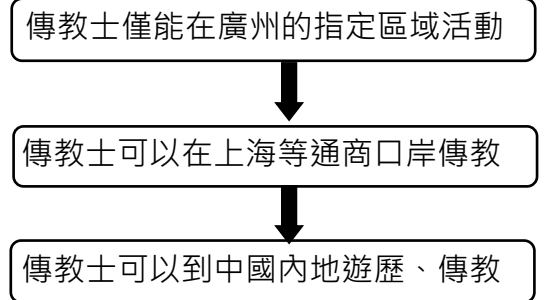 傳教士僅能在廣州的指定區域活動
傳教士可以在上海等通商口岸傳教
傳教士可以到中國內地遊歷、傳教